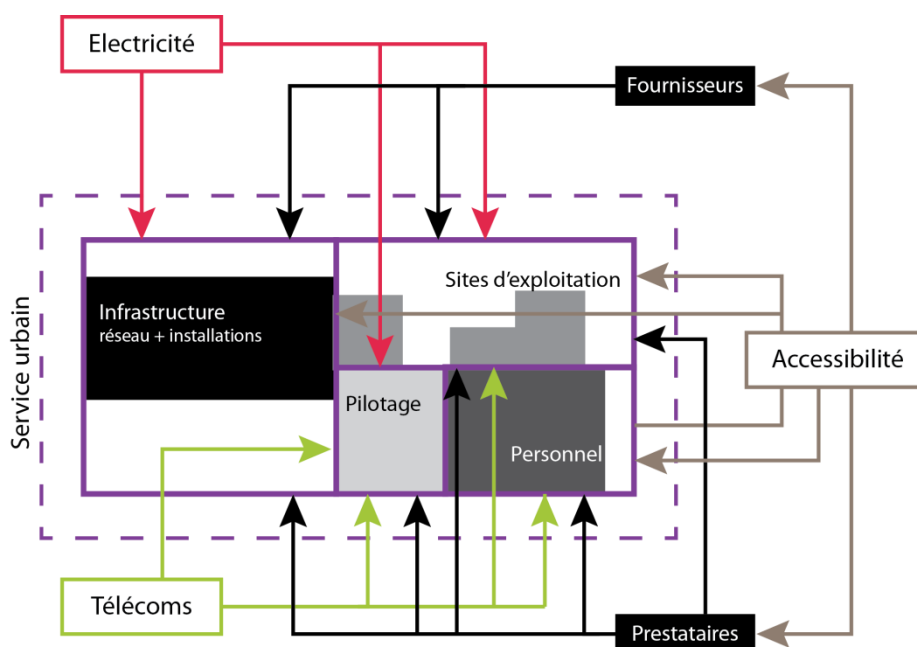 Electricité
Fournisseurs
Sites d'exploitation
Infrastructure
réseau + installations
Service urbain
Accessibilité
Pilotage
Personnel
Télécoms
Prestataires